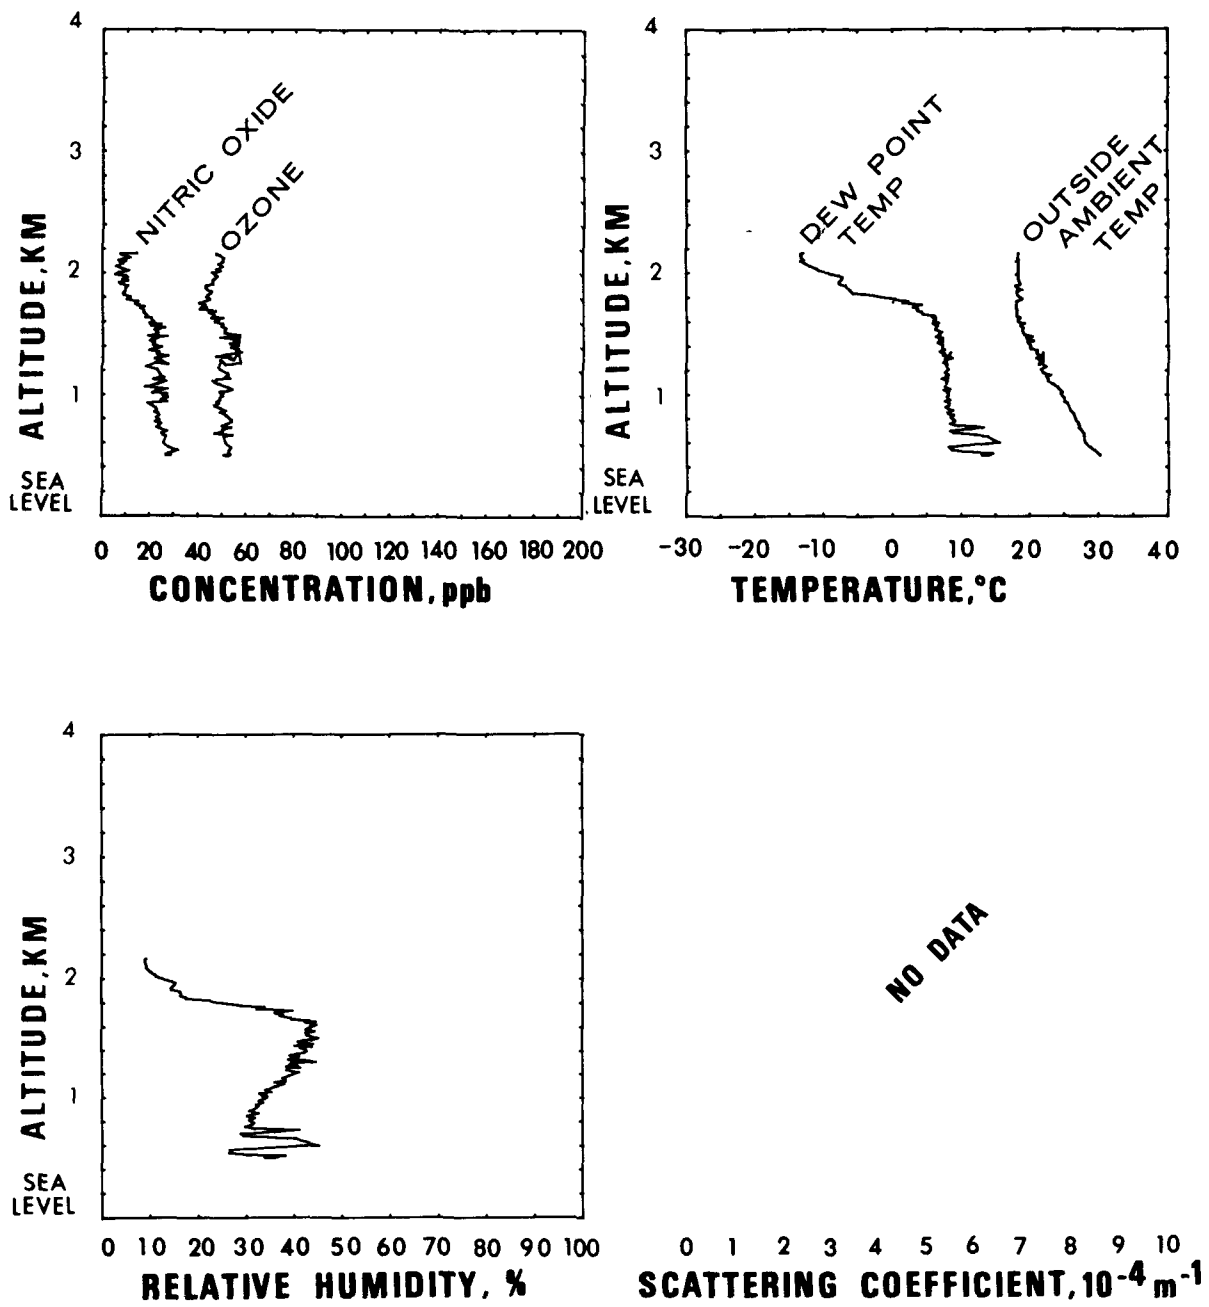 4
3
2
1
ALTITUDE, KM
SEA
LEVEL
NITRIC OXIDE
OZONE
0 20 40 60 80 100 120 140 160 180 200
CONCENTRATION, ppb
4
3
2
1
ALTITUDE, KM
SEA
LEVEL
DEW POINT
TEMP
OUTSIDE
AMBIENT
TEMP
-30 -20 -10 0 10 20 30 40
TEMPERATURE, °C
4
3
2
1
ALTITUDE, KM
SEA
LEVEL
0 10 20 30 40 50 60 70 80 90 100
RELATIVE HUMIDITY, %
NO DATA
0 1 2 3 4 5 6 7 8 9 10
SCATTERING COEFFICIENT, 10⁻⁴ m⁻¹